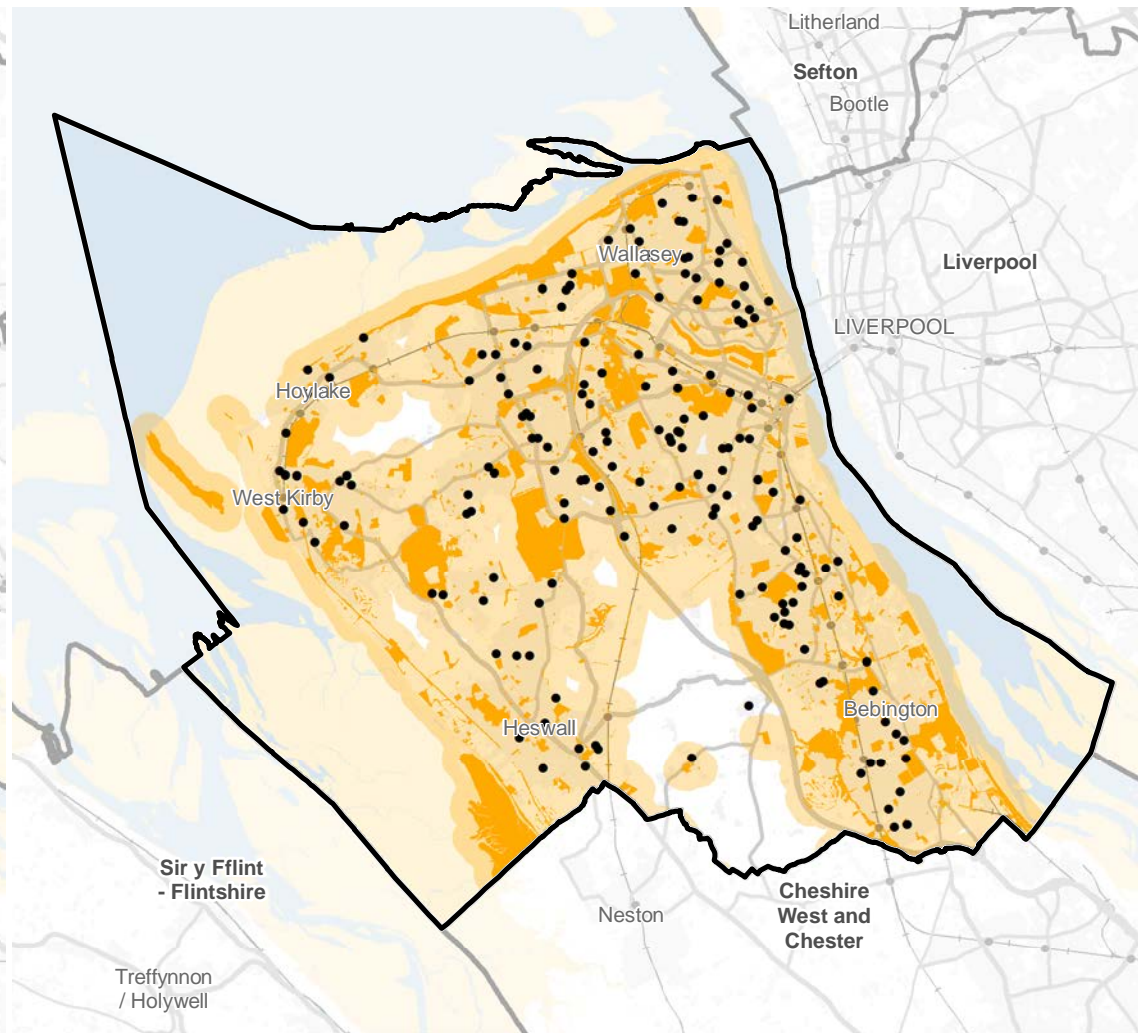 Litherland
Sefton
Bootle
Wallasey
Liverpool
LIVERPOOL
Hoylake
West Kirby
Heswall
Bebington
Sir y Fflint
- Flintshire
Neston
Cheshire
West and
Chester
Treffynnon
/ Holywell